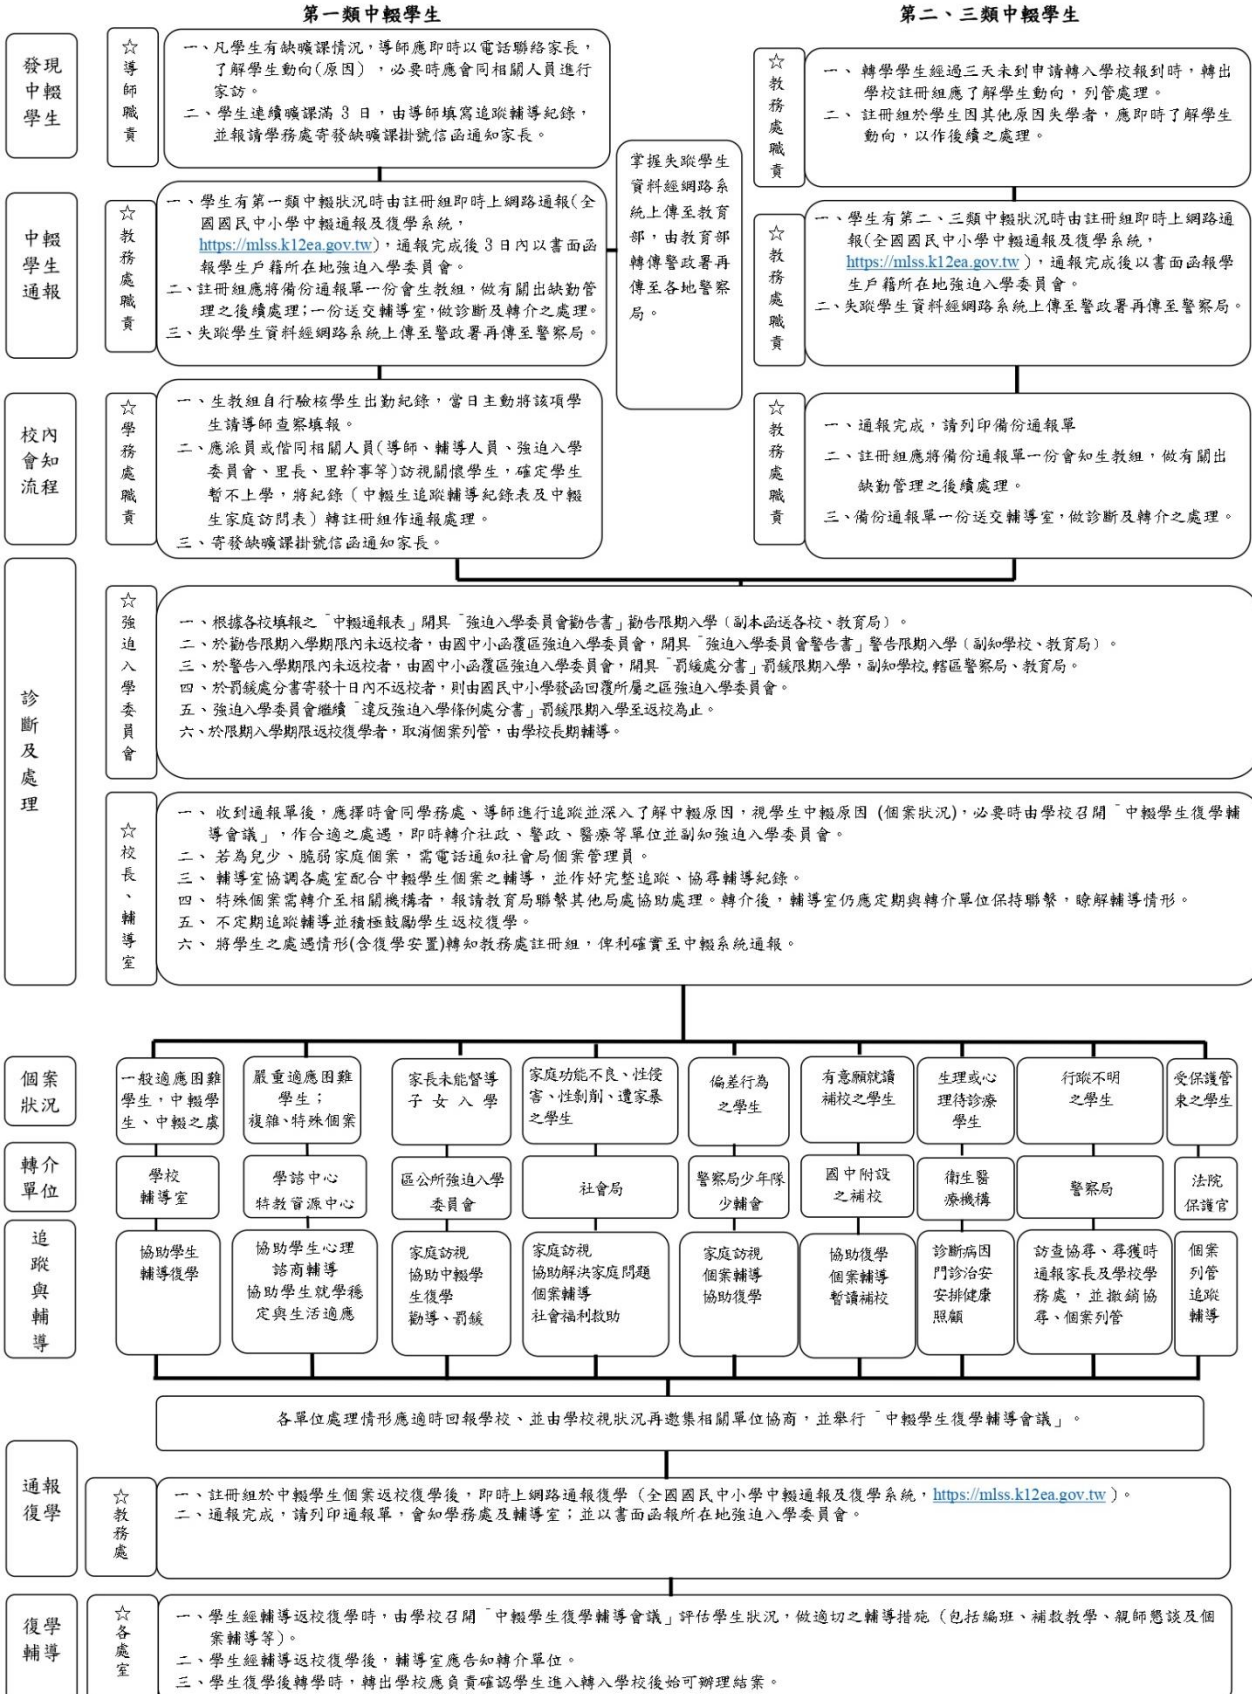 第一類中輟學生
第二、三類中輟學生
發現
中輟
學生
☆
導
師
職
責
一、凡學生有缺曠課情況，導師應即時以電話聯絡家長，
了解學生動向(原因），必要時應會同相關人員進行
家訪。
二、學生連續曠課滿 3 日，由導師填寫追蹤輔導紀錄，
並報請學務處寄發缺曠課掛號信函通知家長。
☆
教
務
處
職
責
一、 轉學學生經過三天未到申請轉入學校報到時，轉出
學校註冊組應了解學生動向，列管處理。
二、 註冊組於學生因其他原因失學者，應即時了解學生
動向，以作後續之處理。
掌握失蹤學生
資料經網路系
統上傳至教育
部，由教育部
轉傳警政署再
傳至各地警察
局。
中輟
學生
通報
☆
教
務
處
職
責
一、學生有第一類中輟狀況時由註冊組即時上網路通報(全
國國民中小學中輟通報及復學系統，
https://mlss.k12ea.gov.tw)，通報完成後 3 日內以書面函
報學生戶籍所在地強迫入學委員會。
二、註冊組應將備份通報單一份會生教組，做有關出缺勤管
理之後續處理；一份送交輔導室，做診斷及轉介之處理。
三、失蹤學生資料經網路系統上傳至警政署再傳至警察局。
☆
教
務
處
職
責
一、學生有第二、三類中輟狀況時由註冊組即時上網路通
報(全國國民中小學中輟通報及復學系統，
https://mlss.k12ea.gov.tw ），通報完成後以書面函報學
生戶籍所在地強迫入學委員會。
二、失蹤學生資料經網路系統上傳至警政署再傳至警察局。
校內
會知
流程
☆
學
務
處
職
責
一、生教組自行驗核學生出勤紀錄，當日主動將該項學
生請導師查察填報。
二、應派員或偕同相關人員(導師、輔導人員、強迫入學
委員會、里長、里幹事等)訪視關懷學生，確定學生
暫不上學，將紀錄（中輟生追蹤輔導紀錄表及中輟
生家庭訪問表）轉註冊組作通報處理。
三、寄發缺曠課掛號信函通知家長。
☆
教
務
處
職
責
一、通報完成，請列印備份通報單
二、註冊組應將備份通報單一份會知生教組，做有關出
缺勤管理之後續處理。
三、備份通報單一份送交輔導室，做診斷及轉介之處理。
診
斷
及
處
理
☆
強
迫
入
學
委
員
會
一、根據各校填報之「中輟通報表」開具「強迫入學委員會勸告書」勸告限期入學（副本函送各校、教育局）。
二、於勸告限期入學期限內未返校者，由國中小函覆區強迫入學委員會，開具「強迫入學委員會警告書」警告限期入學（副知學校、教育局）。
三、於警告入學期限內未返校者，由國中小函覆區強迫入學委員會，開具「罰鍰處分書」罰鍰限期入學，副知學校,轄區警察局、教育局。
四、於罰鍰處分書寄發十日內不返校者，則由國民中小學發函回覆所屬之區強迫入學委員會。
五、強迫入學委員會繼續「違反強迫入學條例處分書」罰鍰限期入學至返校為止。
六、於限期入學期限返校復學者，取消個案列管，由學校長期輔導。
☆
校
長
、
輔
導
室
一、 收到通報單後，應擇時會同學務處、導師進行追蹤並深入了解中輟原因，視學生中輟原因 (個案狀況)，必要時由學校召開「中輟學生復學輔
導會議」，作合適之處遇，即時轉介社政、警政、醫療等單位並副知強迫入學委員會。
二、 若為兒少、脆弱家庭個案，需電話通知社會局個案管理員。
三、 輔導室協調各處室配合中輟學生個案之輔導，並作好完整追蹤、協尋輔導紀錄。
四、 特殊個案需轉介至相關機構者，報請教育局聯繫其他局處協助處理。轉介後，輔導室仍應定期與轉介單位保持聯繫，瞭解輔導情形。
五、 不定期追蹤輔導並積極鼓勵學生返校復學。
六、 將學生之處遇情形(含復學安置)轉知教務處註冊組，俾利確實至中輟系統通報。
個案
狀況
一般適應困難
學生，中輟學
生、中輟之虞
嚴重適應困難
學生；
複雜、特殊個案
家長未能督導
子 女 入 學
家庭功能不良、性侵
害、性剝削、遭家暴
之學生
偏差行為
之學生
有意願就讀
補校之學生
生理或心
理待診療
學生
行蹤不明
之學生
受保護管
束之學生
轉介
單位
學校
輔導室
學諮中心
特教資源中心
區公所強迫入學
委員會
社會局
警察局少年隊
少輔會
國中附設
之補校
衛生醫
療機構
警察局
法院
保護官
追
蹤
與
輔
導
協助學生
輔導復學
協助學生心理
諮商輔導
協助學生就學穩
定與生活適應
家庭訪視
協助中輟學
生復學
勸導、罰鍰
家庭訪視
協助解決家庭問題
個案輔導
社會福利救助
家庭訪視
個案輔導
協助復學
協助復學
個案輔導
暫讀補校
診斷病因
門診治安
安排健康
照顧
訪查協尋、尋獲時
通報家長及學校學
務處，並撤銷協
尋、個案列管
個案
列管
追蹤
輔導
各單位處理情形應適時回報學校、並由學校視狀況再邀集相關單位協商，並舉行「中輟學生復學輔導會議」。
通報
復學
☆
教
務
處
一、註冊組於中輟學生個案返校復學後，即時上網路通報復學（全國國民中小學中輟通報及復學系統，https://mlss.k12ea.gov.tw ）。
二、通報完成，請列印通報單，會知學務處及輔導室；並以書面函報所在地強迫入學委員會。
復學
輔導
☆
各
處
室
一、學生經輔導返校復學時，由學校召開「中輟學生復學輔導會議」評估學生狀況，做適切之輔導措施（包括編班、補救教學、親師懇談及個
案輔導等)。
二、學生經輔導返校復學後，輔導室應告知轉介單位。
三、學生復學後轉學時，轉出學校應負責確認學生進入轉入學校後始可辦理結案。